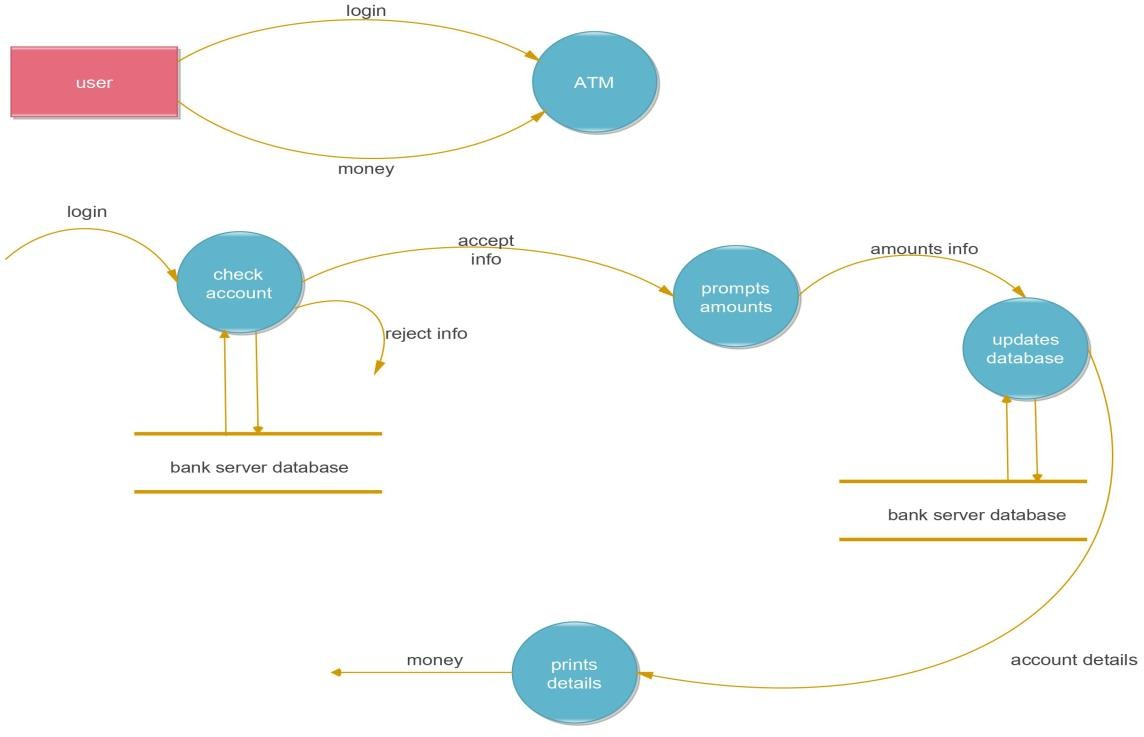 login
user
ATM
money
login
check
account
accept
info
reject info
prompts
amounts
amounts info
updates
database
bank server database
bank server database
account details
prints
details
money